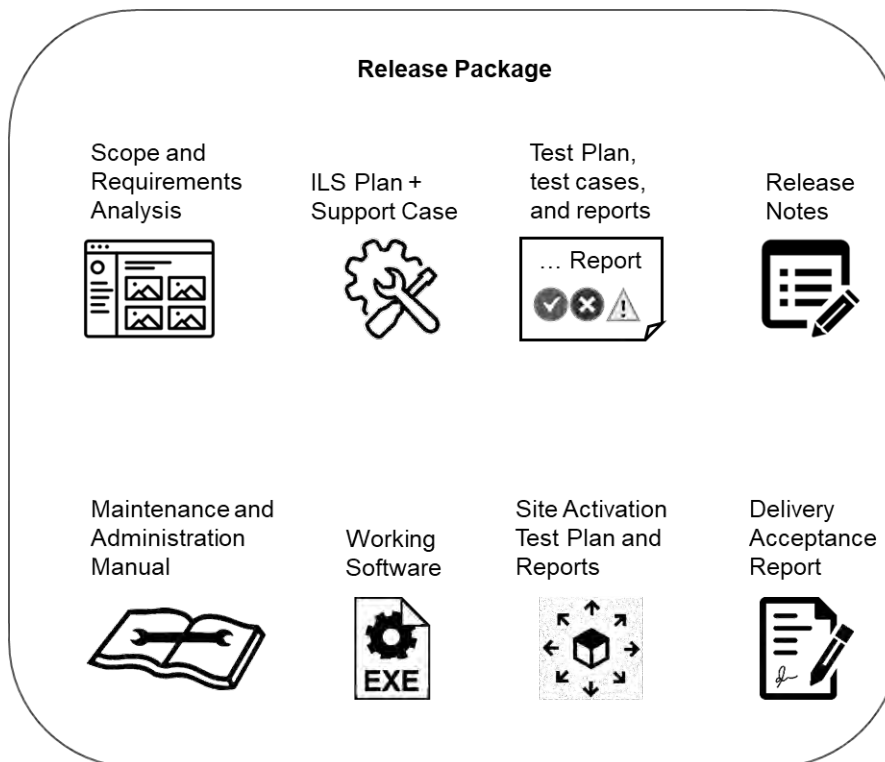 Release Package
Scope and
Requirements
Analysis
ILS Plan +
Support Case
Test Plan,
test cases,
and reports
... Report
Release
Notes
Maintenance and
Administration
Manual
Working
Software
EXE
Site Activation
Test Plan and
Reports
Delivery
Acceptance
Report